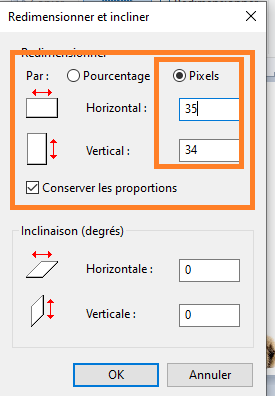 Redimensionner et incliner
Redimensionner
Par : Pourcentage Pixels
Horizontal : 35
Vertical : 34
Conserver les proportions
Inclinaison (degrés)
Horizontale : 0
Verticale : 0
OK Annuler